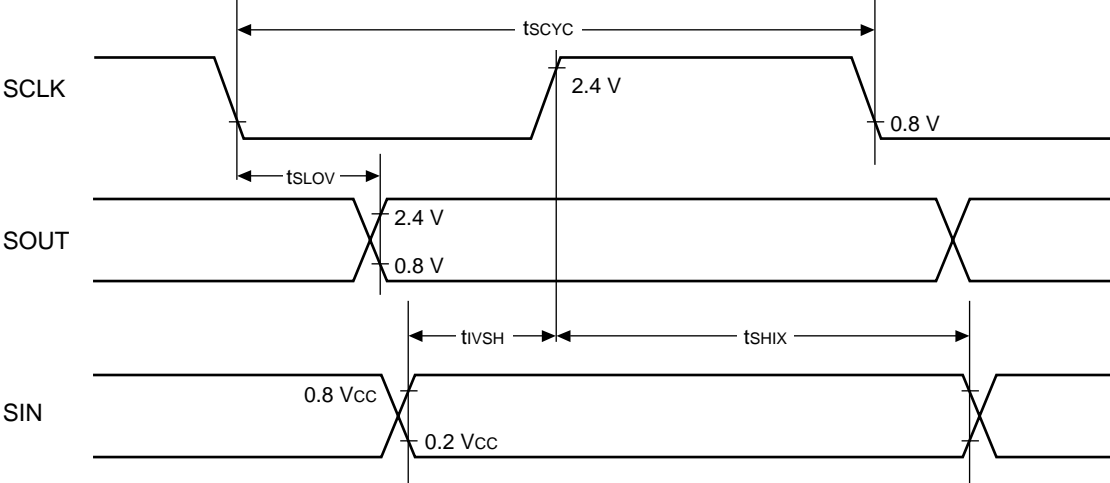 tSCYC
SCLK
2.4 V
0.8 V
tSLOV
SOUT
2.4 V
0.8 V
tIVSH
tSHIX
SIN
0.8 VCC
0.2 VCC